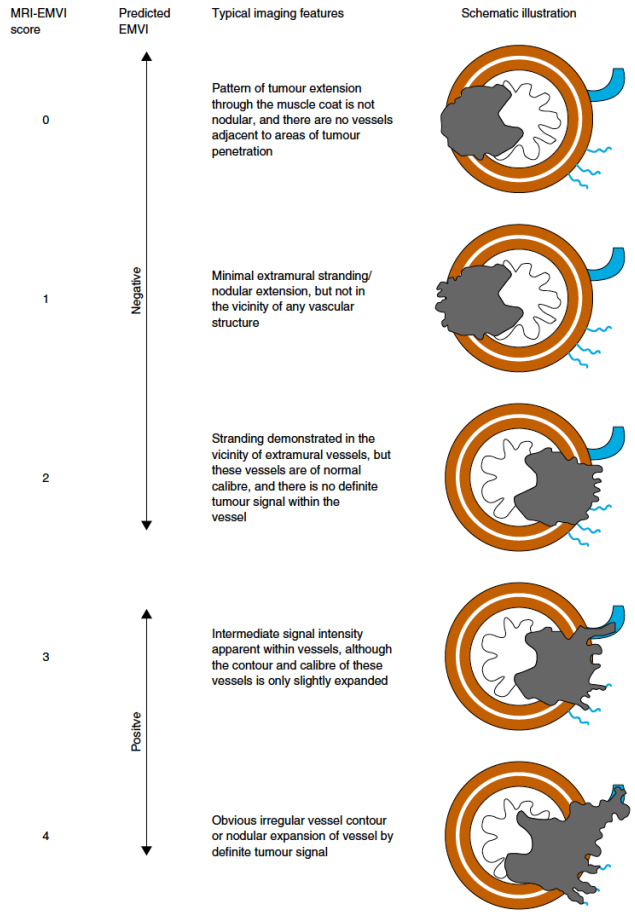 MRI-EMVI
score
Predicted
EMVI
Typical imaging features
Schematic illustration
0
Pattern of tumour extension
through the muscle coat is not
nodular, and there are no vessels
adjacent to areas of tumour
penetration
Negative
1
Minimal extramural stranding/
nodular extension, but not in
the vicinity of any vascular
structure
2
Stranding demonstrated in the
vicinity of extramural vessels, but
these vessels are of normal
calibre, and there is no definite
tumour signal within the
vessel
Positve
3
Intermediate signal intensity
apparent within vessels, although
the contour and calibre of these
vessels is only slightly expanded
4
Obvious irregular vessel contour
or nodular expansion of vessel by
definite tumour signal